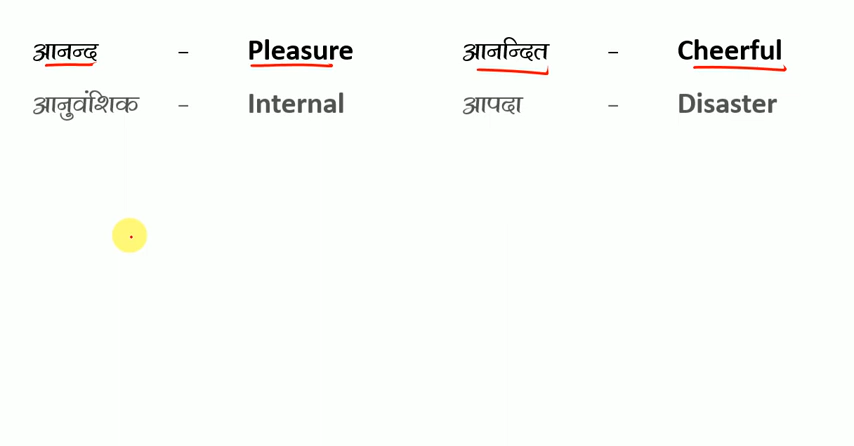 आनन्द – Pleasure आनन्दित – Cheerful
आनुवंशिक – Internal आपदा – Disaster